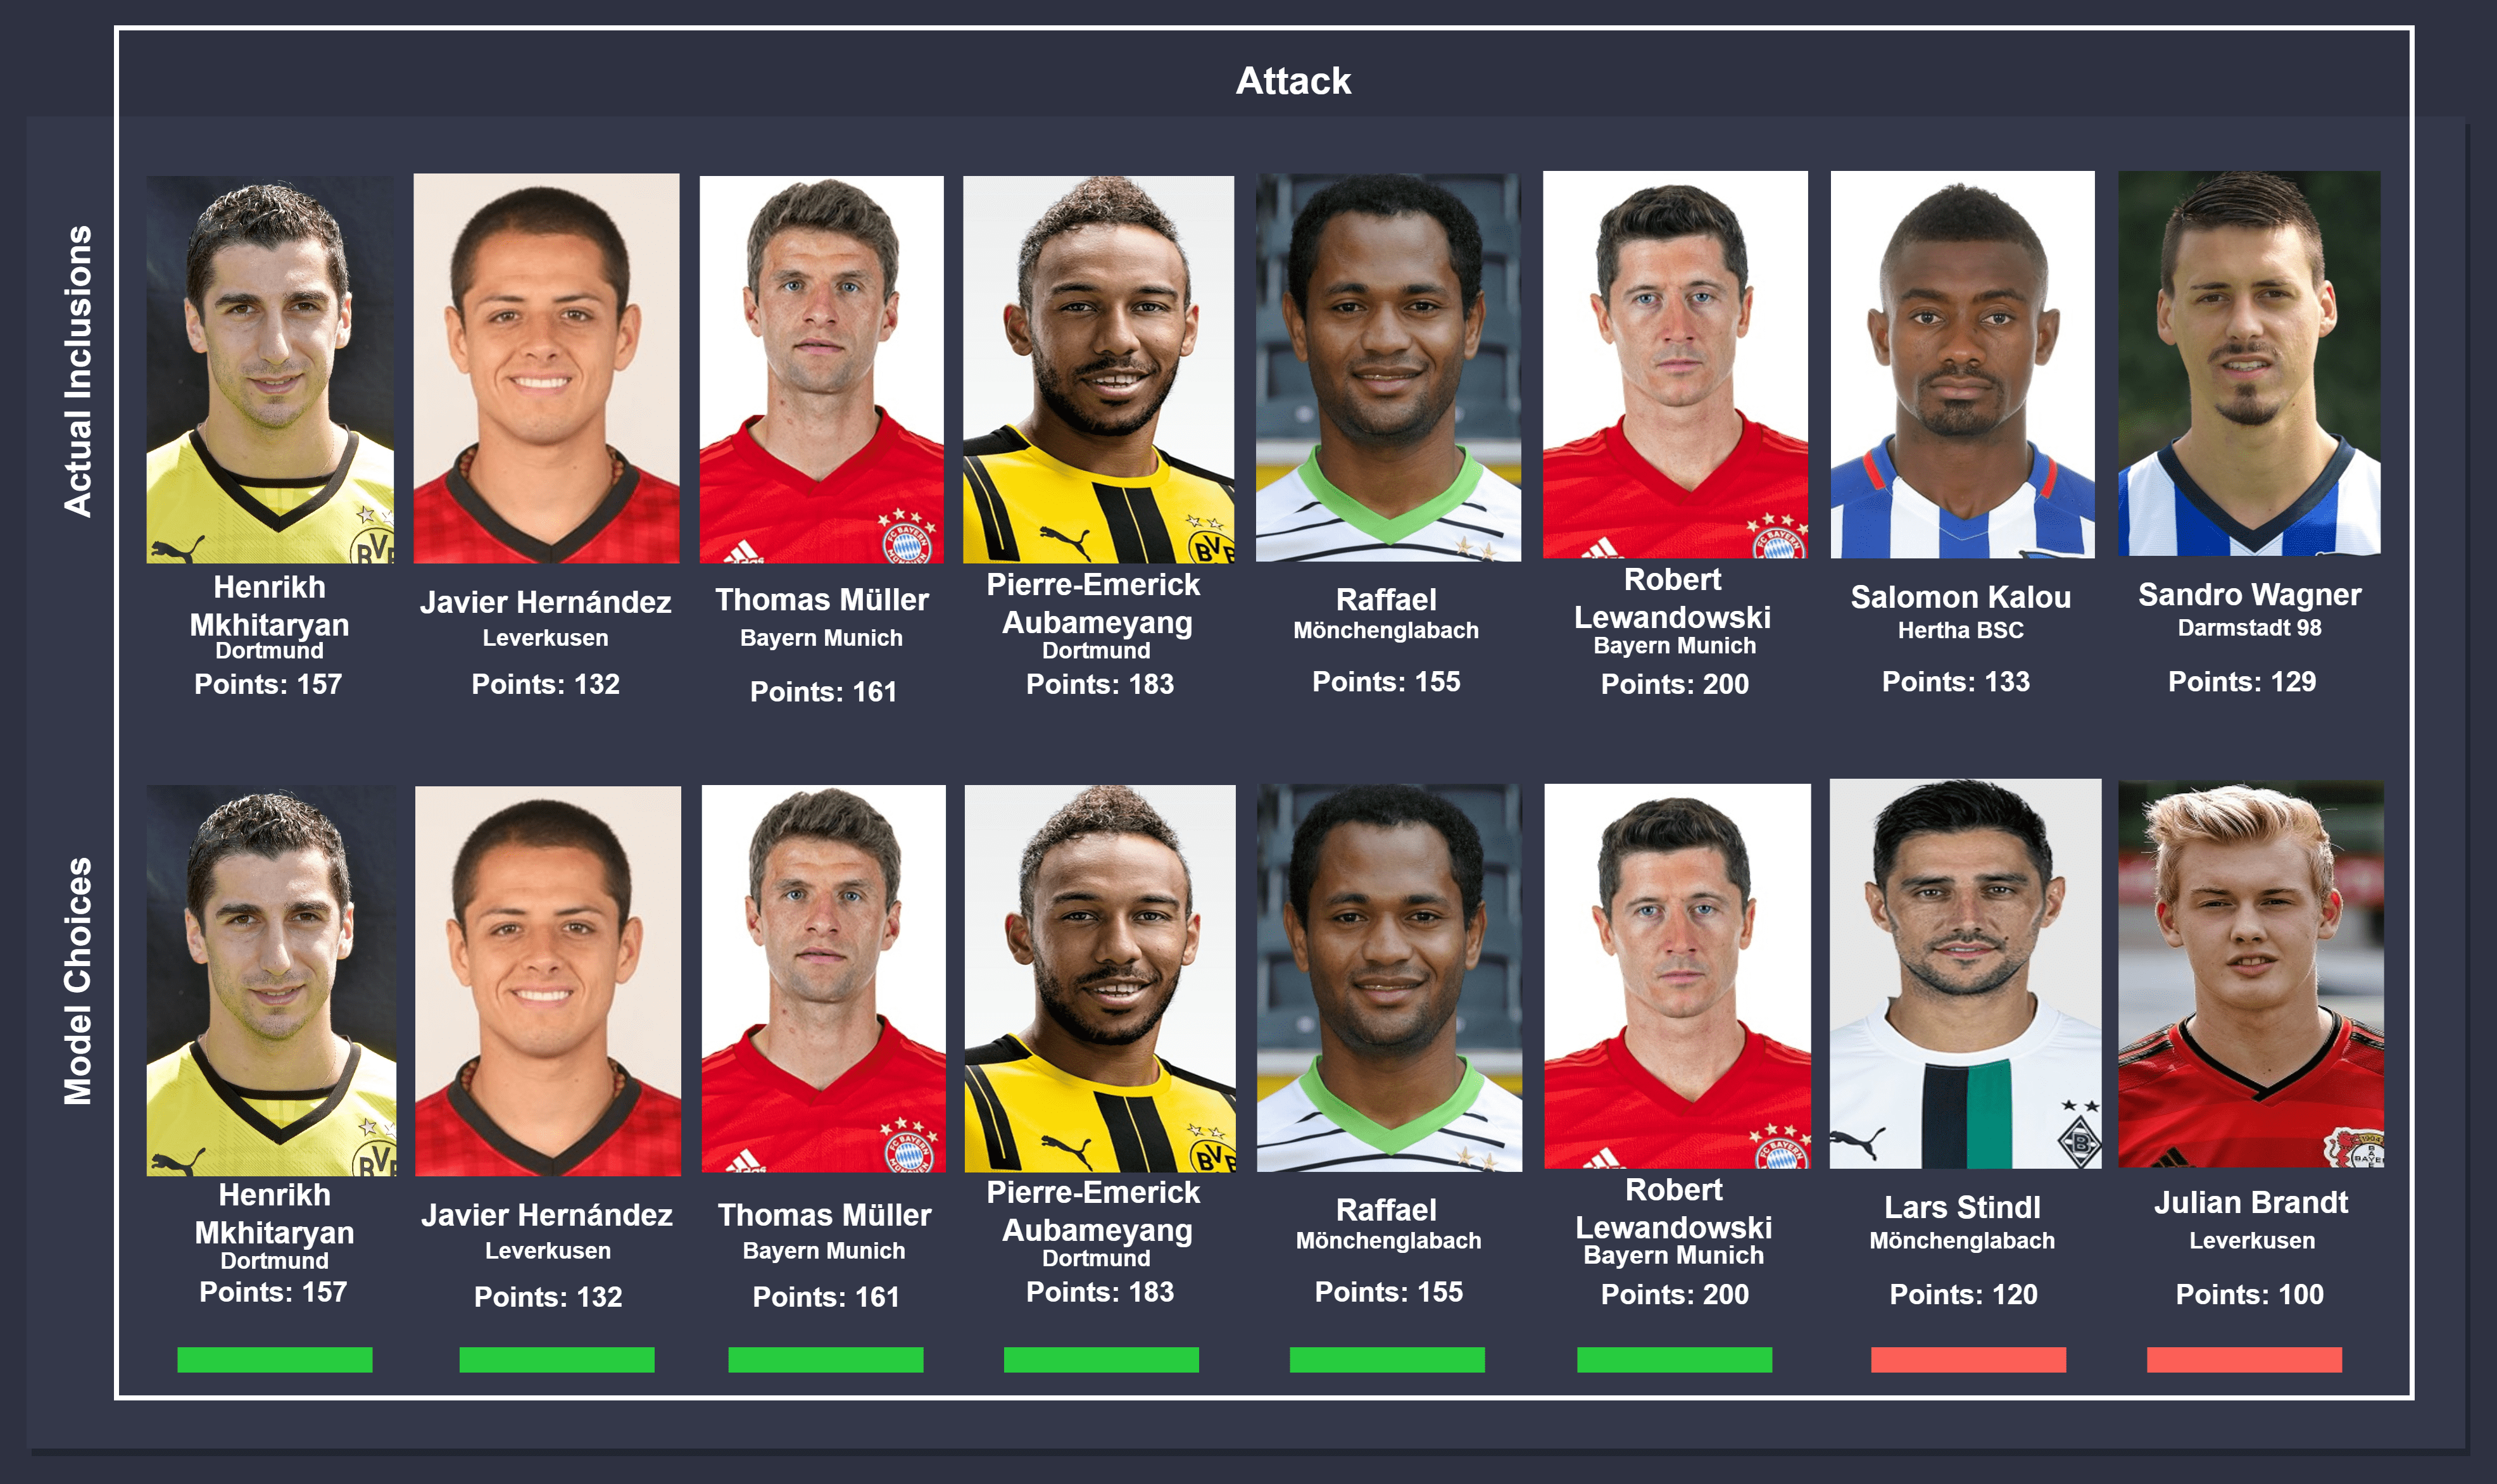 Attack
Actual Inclusions
Henrikh
Mkhitaryan
Dortmund
Points: 157
Javier Hernández
Leverkusen
Points: 132
Thomas Müller
Bayern Munich
Points: 161
Pierre-Emerick
Aubameyang
Dortmund
Points: 183
Raffael
Mönchenglabach
Points: 155
Robert
Lewandowski
Bayern Munich
Points: 200
Salomon Kalou
Hertha BSC
Points: 133
Sandro Wagner
Darmstadt 98
Points: 129
Model Choices
Henrikh
Mkhitaryan
Dortmund
Points: 157
Javier Hernández
Leverkusen
Points: 132
Thomas Müller
Bayern Munich
Points: 161
Pierre-Emerick
Aubameyang
Dortmund
Points: 183
Raffael
Mönchenglabach
Points: 155
Robert
Lewandowski
Bayern Munich
Points: 200
Lars Stindl
Mönchenglabach
Points: 120
Julian Brandt
Leverkusen
Points: 100